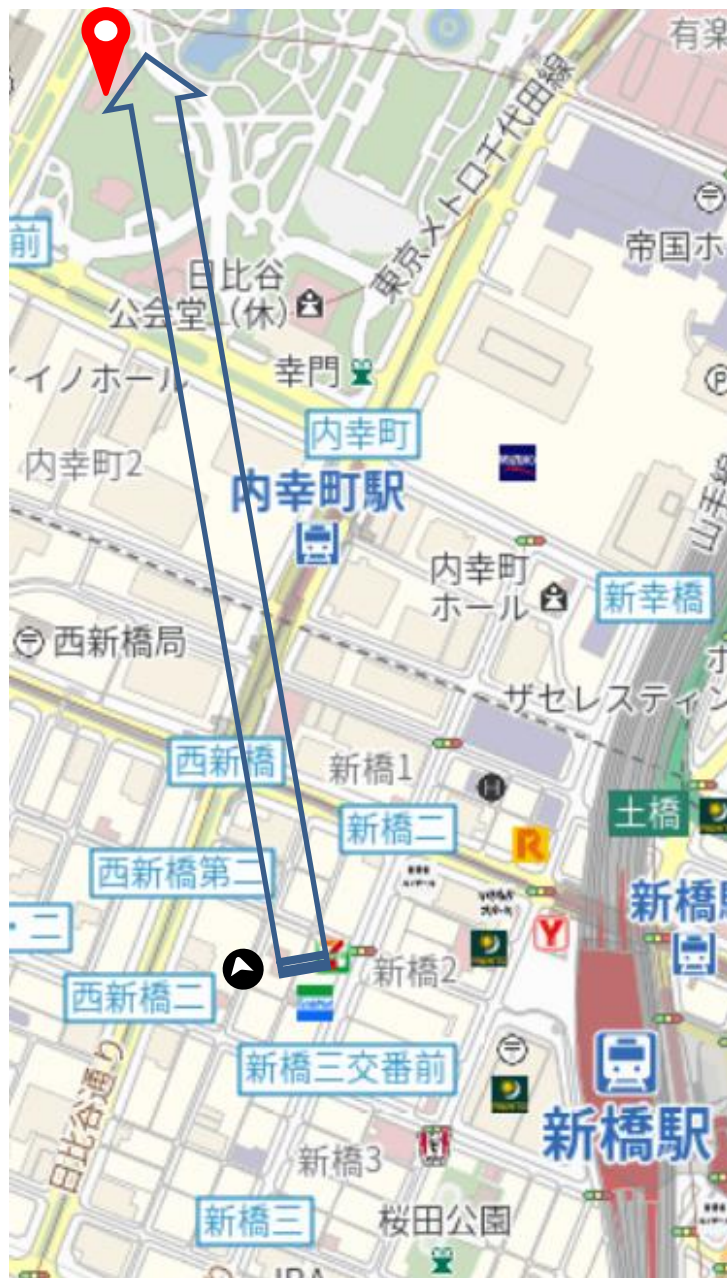 有楽
東京メトロ千代田線
帝国ホ
前
日比谷
公会堂（休）
幸門
イイノホール
内幸町
内幸町2
内幸町駅
山手線
内幸町
ホール
新幸橋
西新橋局
ザセレスティン
西新橋
新橋1
土橋
新橋二
R
西新橋第二
新橋駅
Y
・二
新橋2
西新橋二
新橋三交番前
日比谷通り
新橋駅
新橋3
新橋三
桜田公園